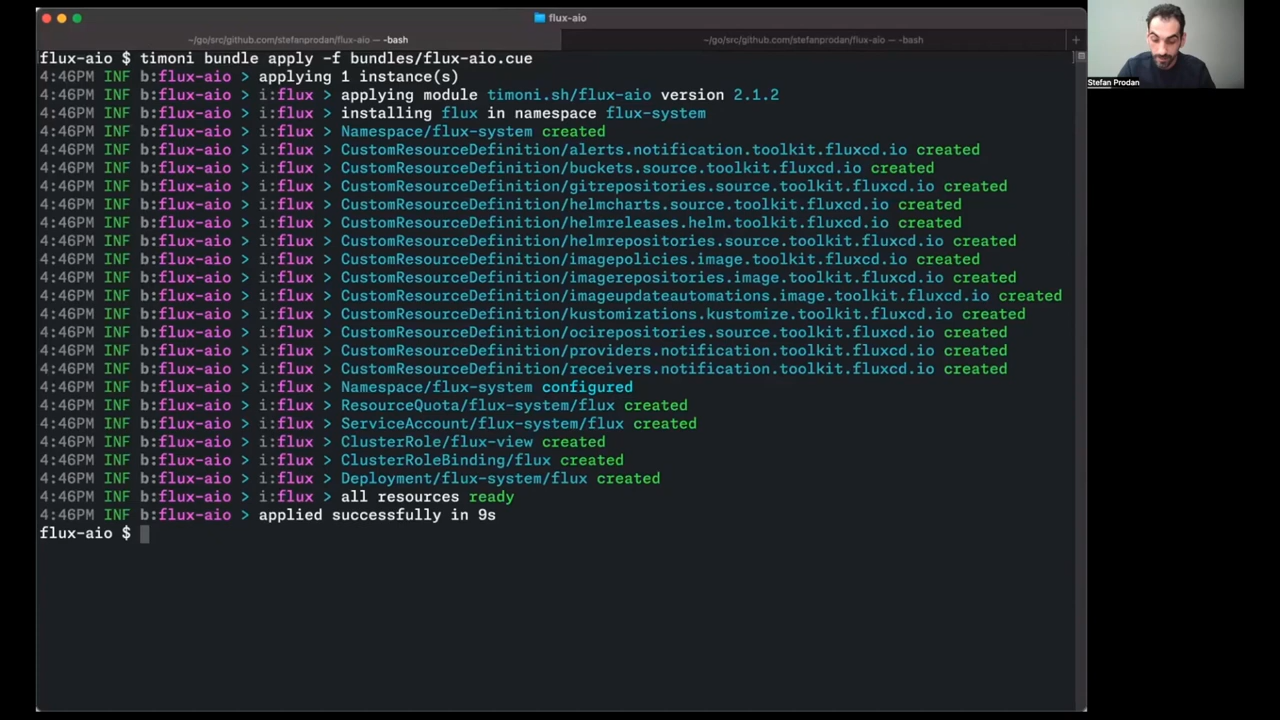 flux-aio
~/go/src/github.com/stefanprodan/flux-aio — -bash
~/go/src/github.com/stefanprodan/flux-aio — -bash
+
flux-aio $ timoni bundle apply -f bundles/flux-aio.cue
4:46PM INF b:flux-aio > applying 1 instance(s)
4:46PM INF b:flux-aio > i:flux > applying module timoni.sh/flux-aio version 2.1.2
4:46PM INF b:flux-aio > i:flux > installing flux in namespace flux-system
4:46PM INF b:flux-aio > i:flux > Namespace/flux-system created
4:46PM INF b:flux-aio > i:flux > CustomResourceDefinition/alerts.notification.toolkit.fluxcd.io created
4:46PM INF b:flux-aio > i:flux > CustomResourceDefinition/buckets.source.toolkit.fluxcd.io created
4:46PM INF b:flux-aio > i:flux > CustomResourceDefinition/gitrepositories.source.toolkit.fluxcd.io created
4:46PM INF b:flux-aio > i:flux > CustomResourceDefinition/helmcharts.source.toolkit.fluxcd.io created
4:46PM INF b:flux-aio > i:flux > CustomResourceDefinition/helmreleases.helm.toolkit.fluxcd.io created
4:46PM INF b:flux-aio > i:flux > CustomResourceDefinition/helmrepositories.source.toolkit.fluxcd.io created
4:46PM INF b:flux-aio > i:flux > CustomResourceDefinition/imagepolicies.image.toolkit.fluxcd.io created
4:46PM INF b:flux-aio > i:flux > CustomResourceDefinition/imagerepositories.image.toolkit.fluxcd.io created
4:46PM INF b:flux-aio > i:flux > CustomResourceDefinition/imageupdateautomations.image.toolkit.fluxcd.io created
4:46PM INF b:flux-aio > i:flux > CustomResourceDefinition/kustomizations.kustomize.toolkit.fluxcd.io created
4:46PM INF b:flux-aio > i:flux > CustomResourceDefinition/ocirepositories.source.toolkit.fluxcd.io created
4:46PM INF b:flux-aio > i:flux > CustomResourceDefinition/providers.notification.toolkit.fluxcd.io created
4:46PM INF b:flux-aio > i:flux > CustomResourceDefinition/receivers.notification.toolkit.fluxcd.io created
4:46PM INF b:flux-aio > i:flux > Namespace/flux-system configured
4:46PM INF b:flux-aio > i:flux > ResourceQuota/flux-system/flux created
4:46PM INF b:flux-aio > i:flux > ServiceAccount/flux-system/flux created
4:46PM INF b:flux-aio > i:flux > ClusterRole/flux-view created
4:46PM INF b:flux-aio > i:flux > ClusterRoleBinding/flux created
4:46PM INF b:flux-aio > i:flux > Deployment/flux-system/flux created
4:46PM INF b:flux-aio > i:flux > all resources ready
4:46PM INF b:flux-aio > applied successfully in 9s
flux-aio $
Stefan Prodan